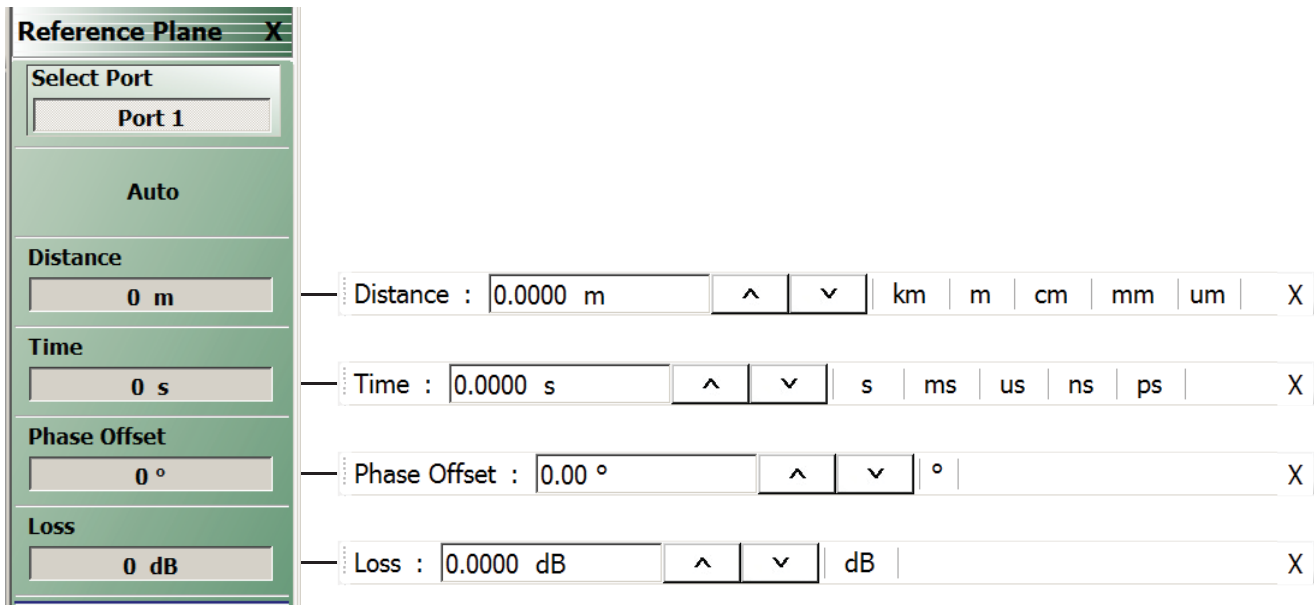 Reference Plane X
Select Port
Port 1
Auto
Distance
0 m
Distance : 0.0000 m ^ v km m cm mm um X
Time
0 s
Time : 0.0000 s ^ v s ms us ns ps X
Phase Offset
0 º
Phase Offset : 0.00 º ^ v º X
Loss
0 dB
Loss : 0.0000 dB ^ v dB X